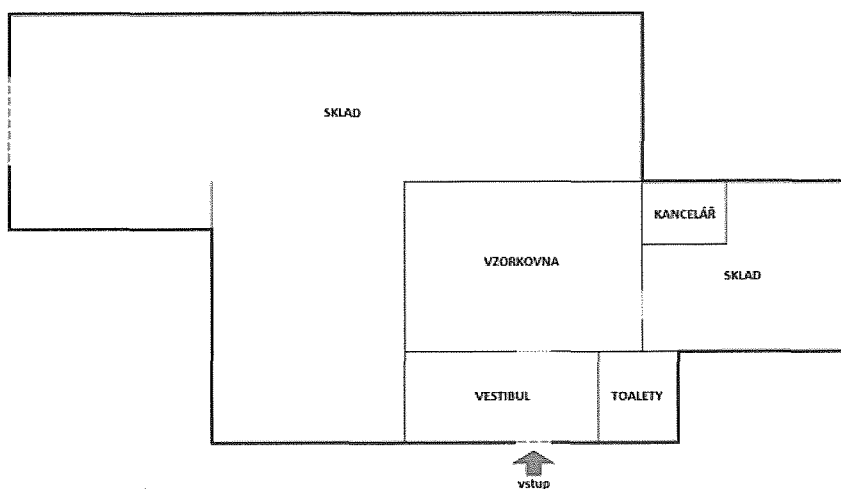 SKLAD
KANCELÁŘ
VZORKOVNA
SKLAD
VESTIBUL
TOALETY
vstup